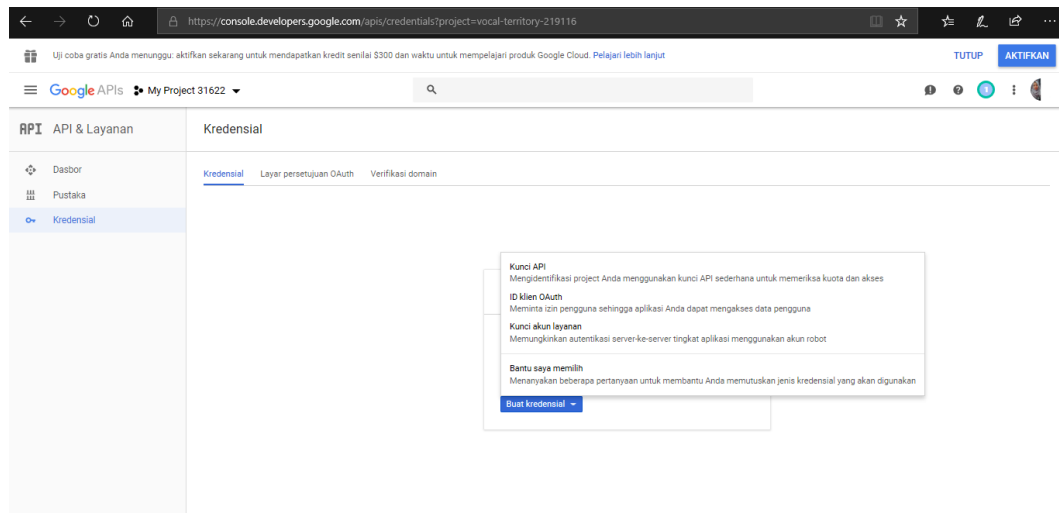 https://console.developers.google.com/apis/credentials?project=vocal-territory-219116
Uji coba gratis Anda menunggu: aktifkan sekarang untuk mendapatkan kredit senilai $300 dan waktu untuk mempelajari produk Google Cloud. Pelajari lebih lanjut
TUTUP
AKTIFKAN
Google APIs
My Project 31622
1
API
API & Layanan
Kredensial
Dasbor
Pustaka
Kredensial
Kredensial
Layar persetujuan OAuth
Verifikasi domain
Kunci API
Mengidentifikasi project Anda menggunakan kunci API sederhana untuk memeriksa kuota dan akses
ID klien OAuth
Meminta izin pengguna sehingga aplikasi Anda dapat mengakses data pengguna
Kunci akun layanan
Memungkinkan autentikasi server-ke-server tingkat aplikasi menggunakan akun robot
Bantu saya memilih
Menanyakan beberapa pertanyaan untuk membantu Anda memutuskan jenis kredensial yang akan digunakan
Buat kredensial